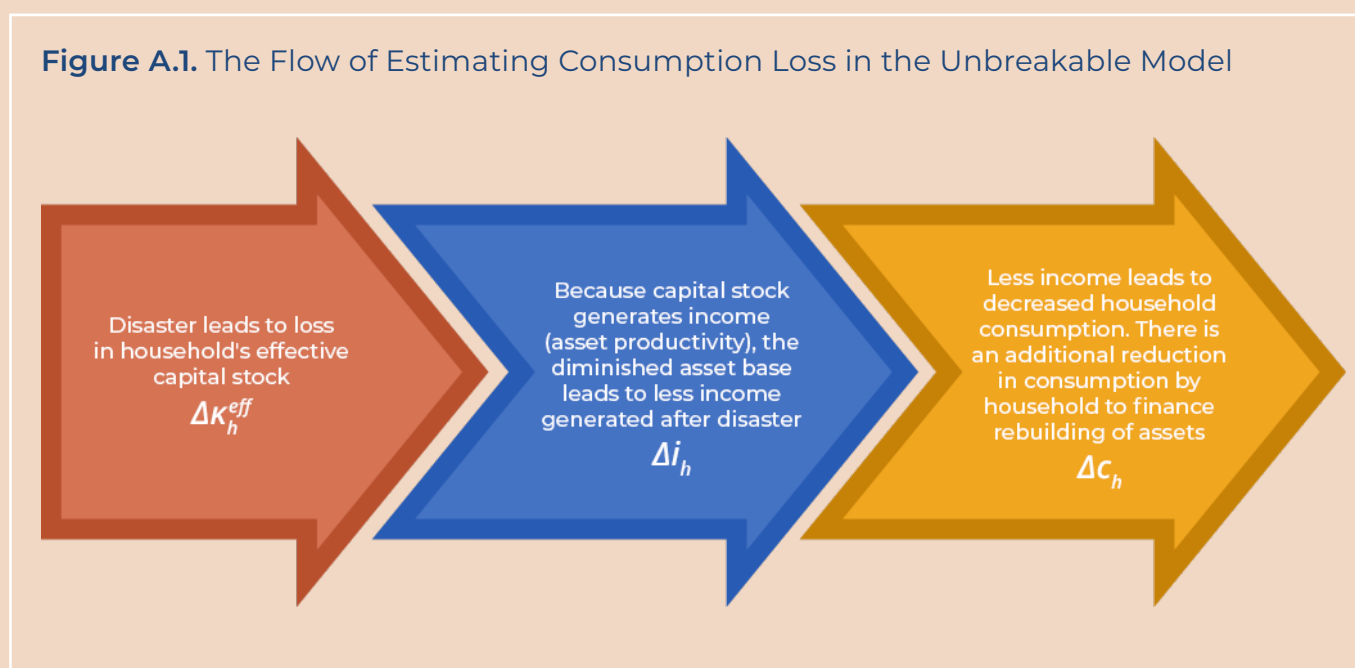 Figure A.1. The Flow of Estimating Consumption Loss in the Unbreakable Model
Disaster leads to loss
in household's effective
capital stock
Δκ_h^eff
Because capital stock
generates income
(asset productivity), the
diminished asset base
leads to less income
generated after disaster
Δi_h
Less income leads to
decreased household
consumption. There is
an additional reduction
in consumption by
household to finance
rebuilding of assets
Δc_h